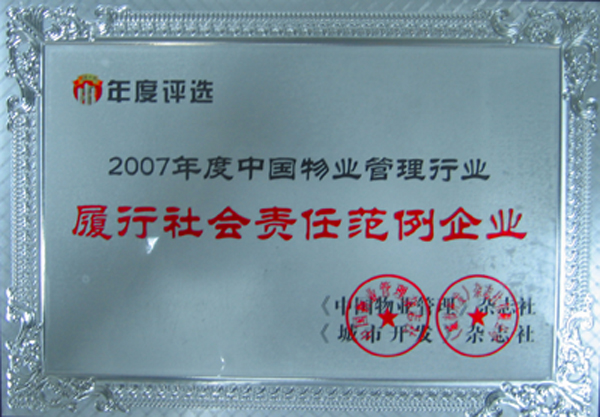 年度评选
2007年度中国物业管理行业
履行社会责任范例企业
《中国物业管理》杂志社
《城市开发》杂志社